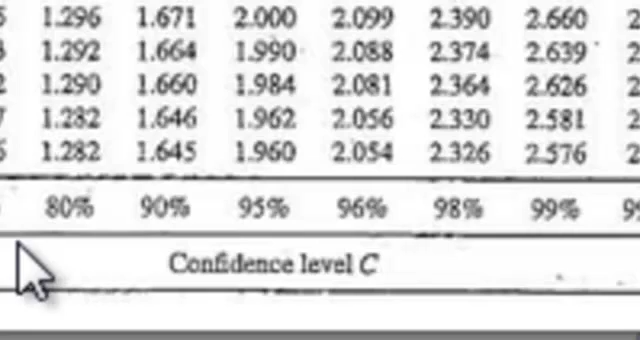 1.296 1.671 2.000 2.099 2.390 2.660
1.292 1.664 1.990 2.088 2.374 2.639
1.290 1.660 1.984 2.081 2.364 2.626
1.282 1.646 1.962 2.056 2.330 2.581
1.282 1.645 1.960 2.054 2.326 2.576
80% 90% 95% 96% 98% 99%
Confidence level C